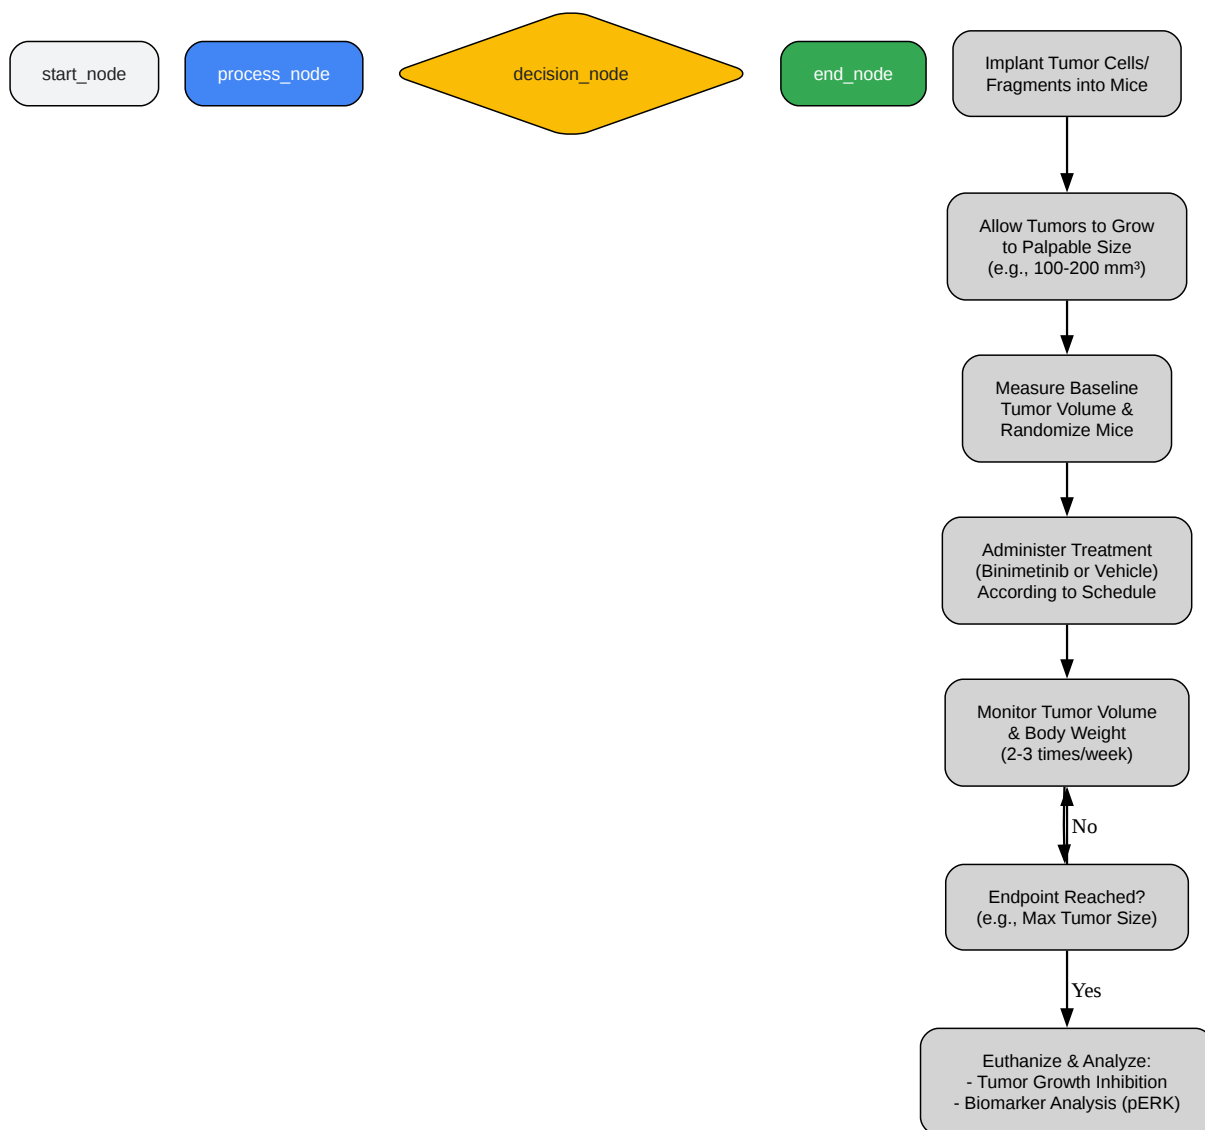 start_node
process_node
decision_node
end_node
Implant Tumor Cells/
Fragments into Mice
Allow Tumors to Grow
to Palpable Size
(e.g., 100-200 mm³)
Measure Baseline
Tumor Volume &
Randomize Mice
Administer Treatment
(Binimetinib or Vehicle)
According to Schedule
Monitor Tumor Volume
& Body Weight
(2-3 times/week)
No
Endpoint Reached?
(e.g., Max Tumor Size)
Yes
Euthanize & Analyze:
- Tumor Growth Inhibition
- Biomarker Analysis (pERK)